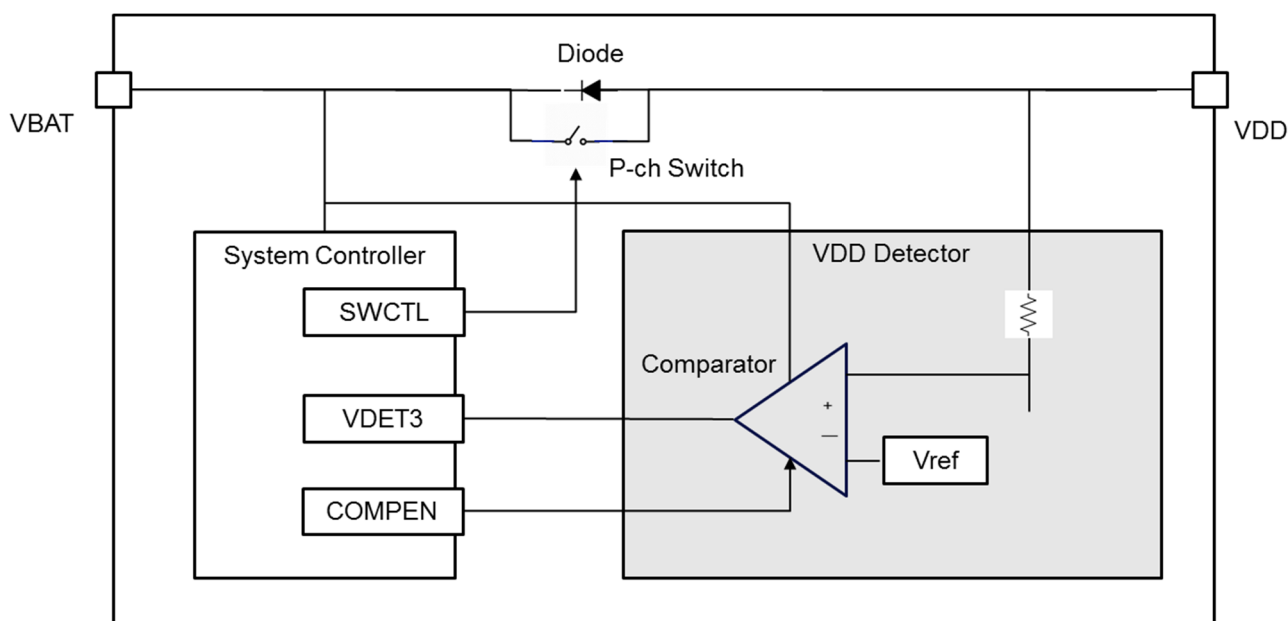 Diode
VBAT
VDD
P-ch Switch
System Controller
VDD Detector
SWCTL
Comparator
+
VDET3
—
Vref
COMPEN